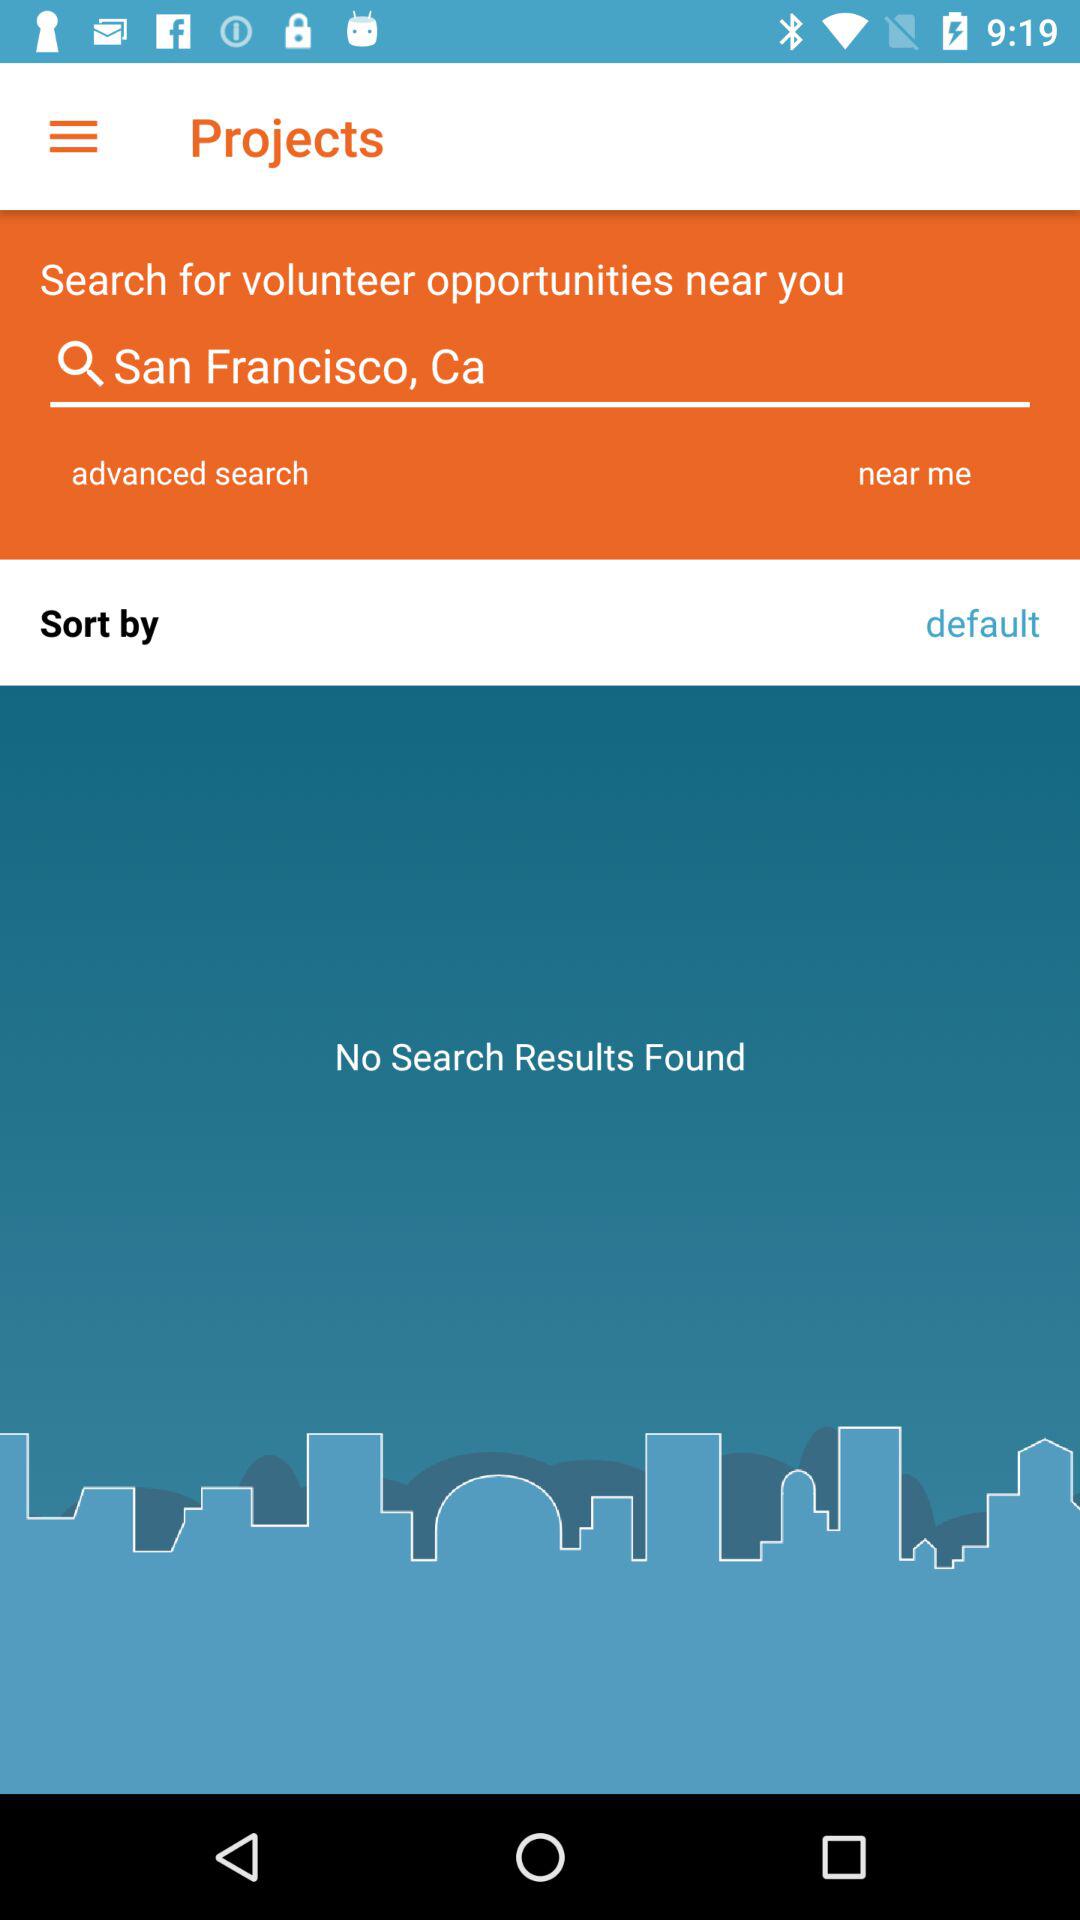 9:19
Projects
Search for volunteer opportunities near you
San Francisco, Ca
advanced search near me
Sort by default
No Search Results Found